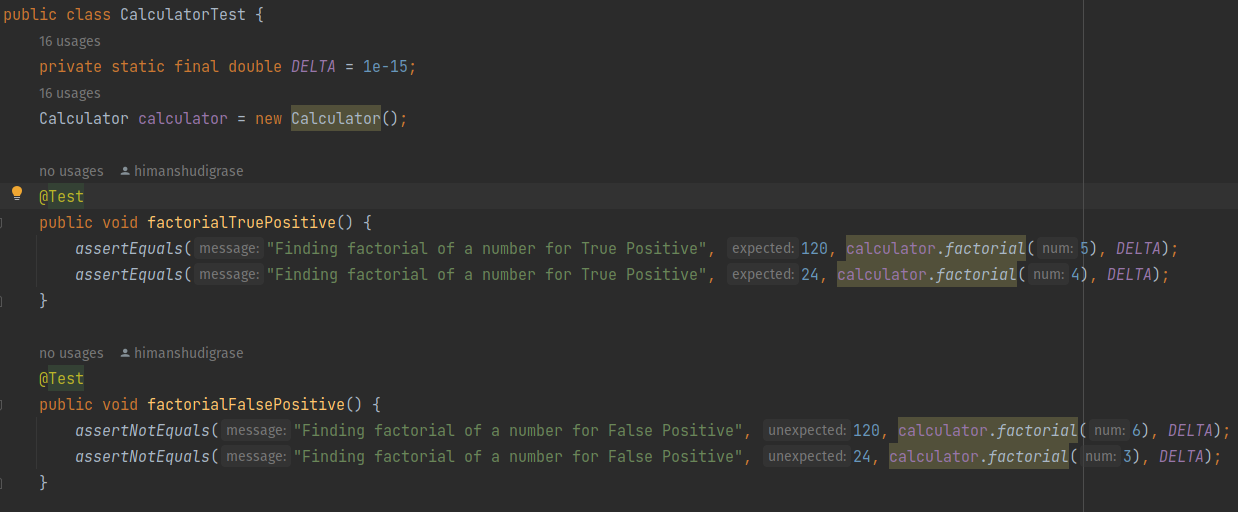 public class CalculatorTest {
16 usages
private static final double DELTA = 1e-15;
16 usages
Calculator calculator = new Calculator();
no usages himanshudigrase
@Test
public void factorialTruePositive() {
assertEquals( message: "Finding factorial of a number for True Positive", expected: 120, calculator.factorial( num: 5), DELTA);
assertEquals( message: "Finding factorial of a number for True Positive", expected: 24, calculator.factorial( num: 4), DELTA);
}
no usages himanshudigrase
@Test
public void factorialFalsePositive() {
assertNotEquals( message: "Finding factorial of a number for False Positive", unexpected: 120, calculator.factorial( num: 6), DELTA);
assertNotEquals( message: "Finding factorial of a number for False Positive", unexpected: 24, calculator.factorial( num: 3), DELTA);
}